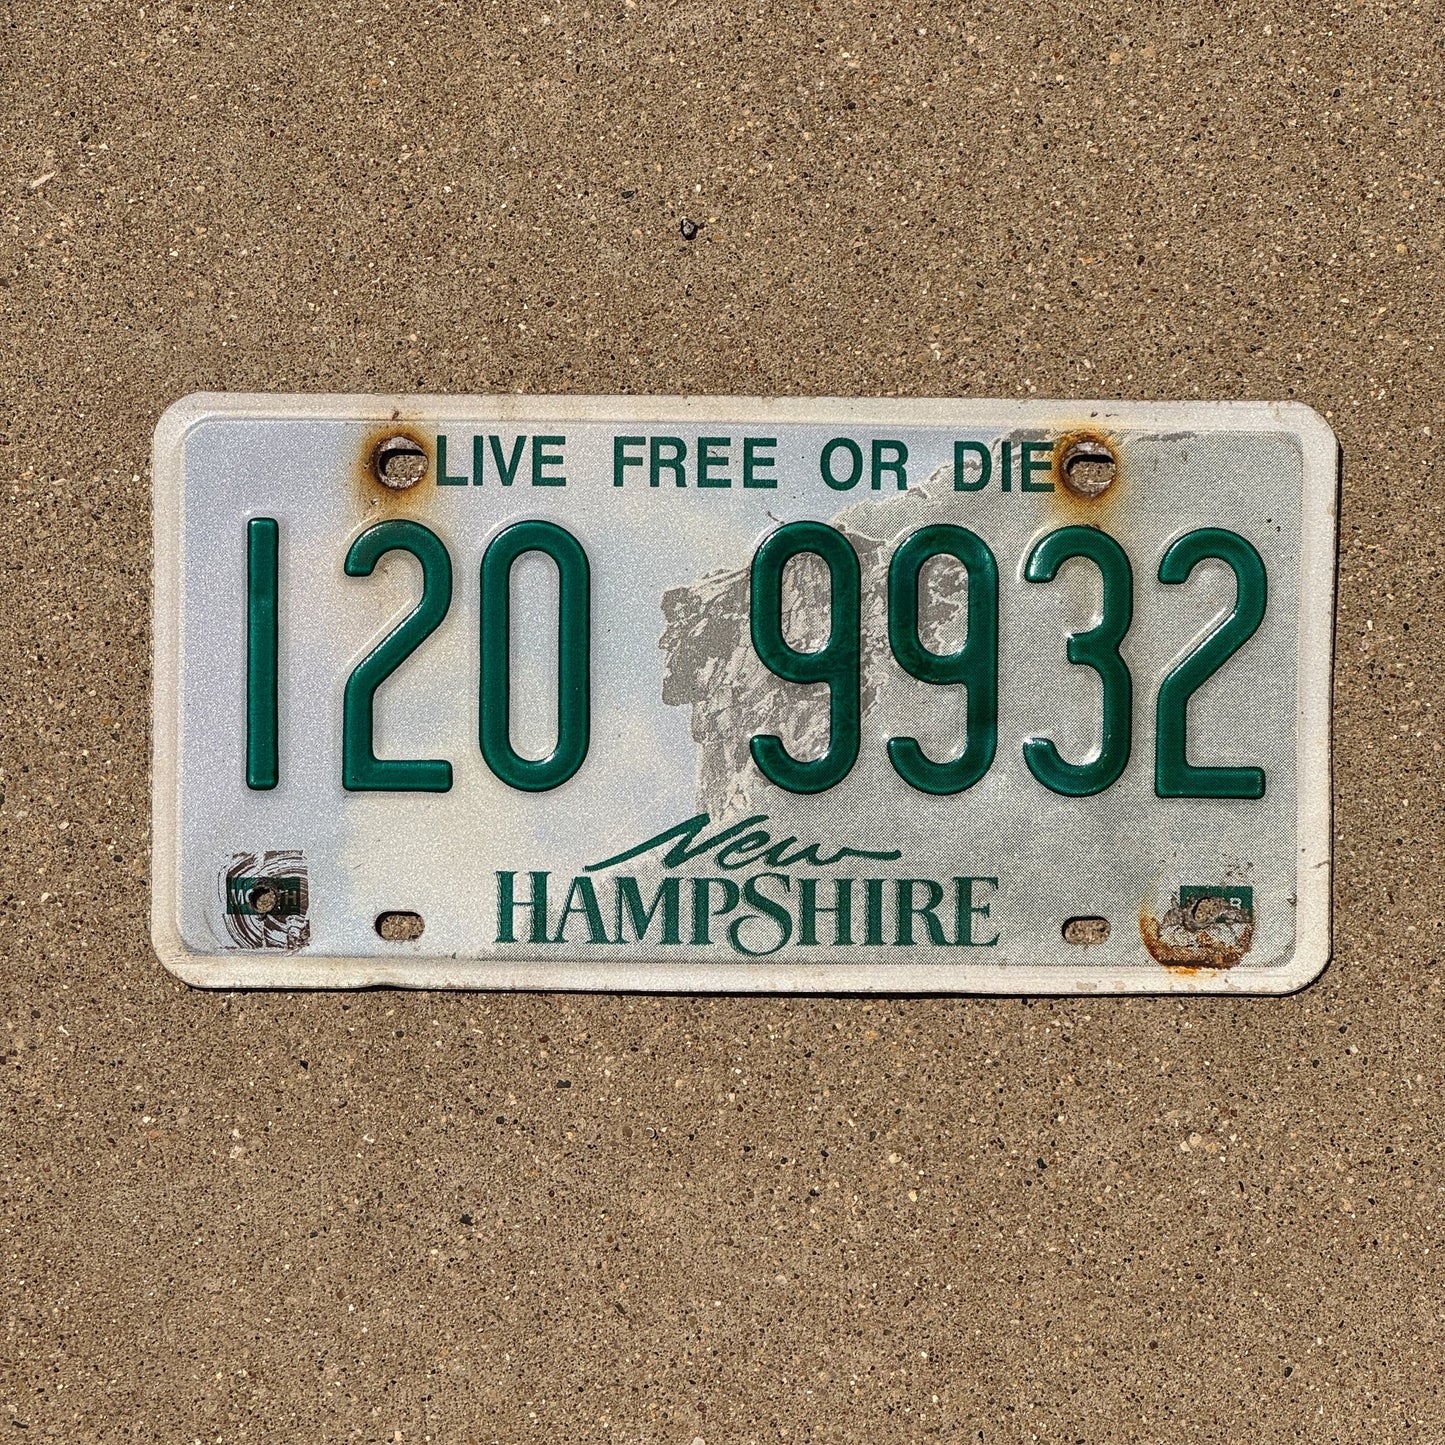 LIVE FREE OR DIE
120 9932
New
HAMPSHIRE